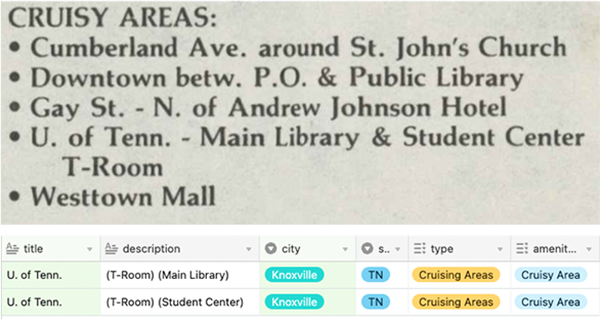 CRUISY AREAS:
• Cumberland Ave. around St. John's Church
• Downtown betw. P.O. & Public Library
• Gay St. - N. of Andrew Johnson Hotel
• U. of Tenn. - Main Library & Student Center
T-Room
• Westtown Mall
title description city s.. type amenit...
U. of Tenn. (T-Room) (Main Library) Knoxville TN Cruising Areas Cruisy Area
U. of Tenn. (T-Room) (Student Center) Knoxville TN Cruising Areas Cruisy Area